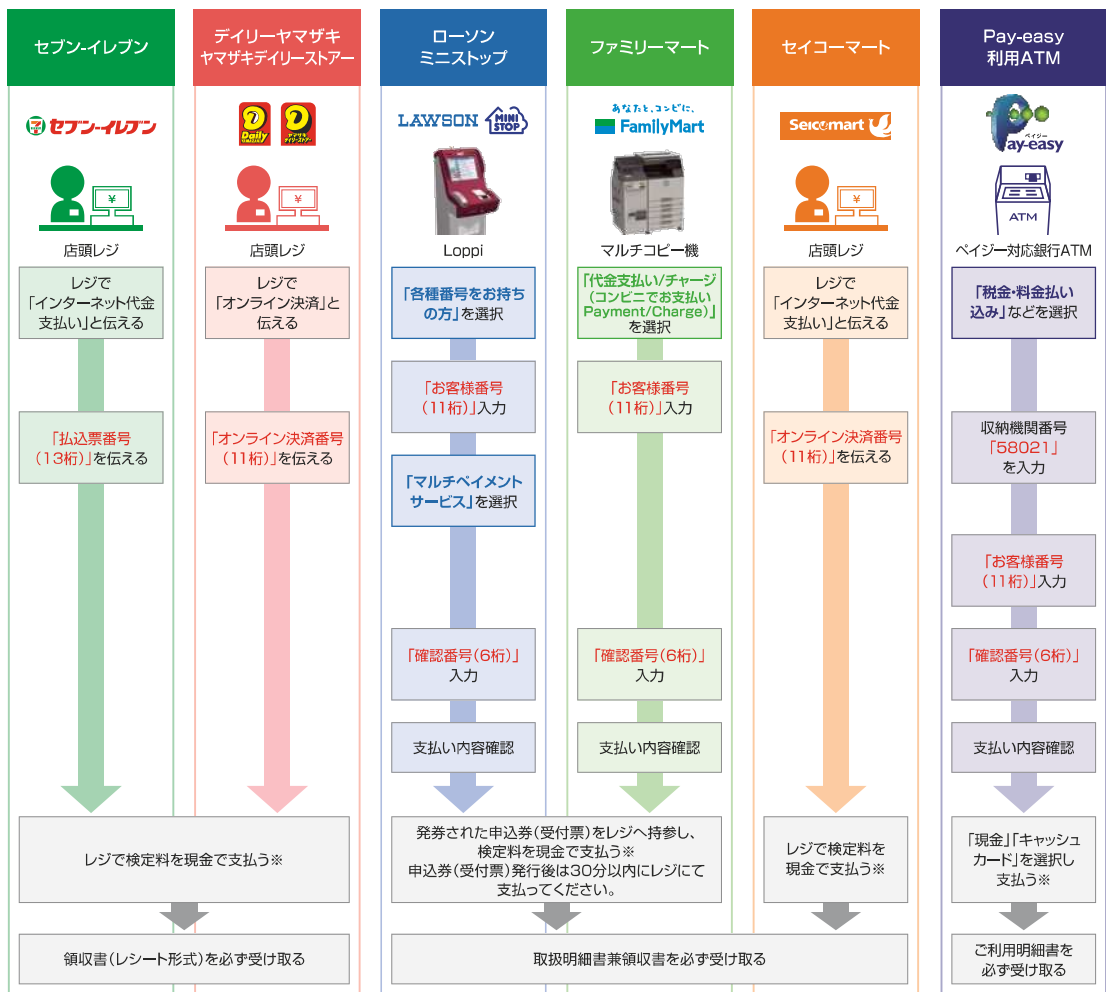 セブン-イレブン
デイリーヤマザキ
ヤマザキデイリーストアー
ローソン
ミニストップ
ファミリーマート
セイコーマート
Pay-easy
利用ATM
セブン-イレブン
Daily
ヤマザキ
デイリーストアー
LAWSON
MINI
STOP
あなたと、コンビに、
FamilyMart
Seicomart
ペイジー
Pay-easy
¥
¥
¥
ATM
店頭レジ
店頭レジ
Loppi
マルチコピー機
店頭レジ
ペイジー対応銀行ATM
レジで
「インターネット代金
支払い」と伝える
レジで
「オンライン決済」と
伝える
「各種番号をお持ち
の方」を選択
「代金支払い/チャージ
(コンビニでお支払い
Payment/Charge)」
を選択
レジで
「インターネット代金
支払い」と伝える
「税金・料金払い
込み」などを選択
「お客様番号
(11桁)」入力
「お客様番号
(11桁)」入力
「払込票番号
(13桁)」を伝える
「オンライン決済番号
(11桁)」を伝える
「オンライン決済番号
(11桁)」を伝える
収納機関番号
「58021」
を入力
「マルチペイメント
サービス」を選択
「お客様番号
(11桁)」入力
「確認番号(6桁)」
入力
「確認番号(6桁)」
入力
「確認番号(6桁)」
入力
支払い内容確認
支払い内容確認
支払い内容確認
レジで検定料を現金で支払う※
発券された申込券(受付票)をレジへ持参し、
検定料を現金で支払う※
申込券(受付票)発行後は30分以内にレジにて
支払ってください。
レジで検定料を
現金で支払う※
「現金」「キャッシュ
カード」を選択し
支払う※
領収書(レシート形式)を必ず受け取る
取扱明細書兼領収書を必ず受け取る
ご利用明細書を
必ず受け取る